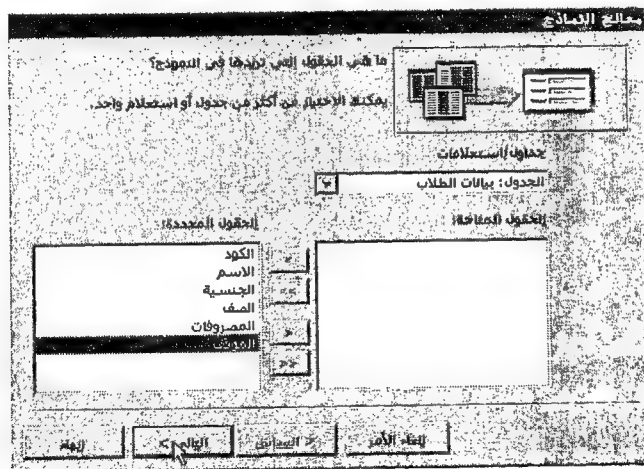 معالج النماذج
ما هي الحقول التي تريدها في النموذج؟
يمكنك الاختيار من أكثر من جدول أو استعلام واحد.
جداول/استعلامات
الجدول: بيانات الطلاب
الحقول المتاحة:
الحقول المحددة:
الكود
الاسم
الجنسية
الصف
المصروفات
>
>>
<
<<
إلغاء الأمر
< السابق
التالي >
إنهاء